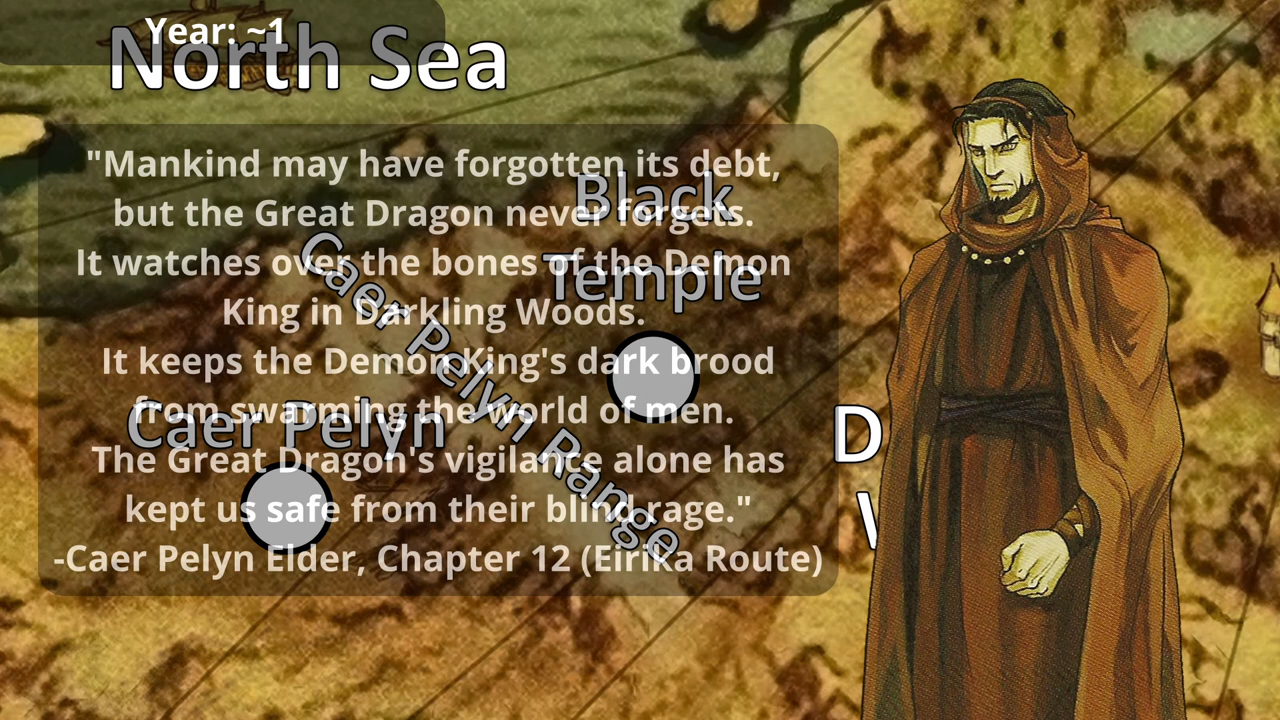 Year: ~1
North Sea
"Mankind may have forgotten its debt,
but the Great Dragon never forgets.
It watches over the bones of the Demon
King in Darkling Woods.
It keeps the Demon King's dark brood
from swarming the world of men.
The Great Dragon's vigilance alone has
kept us safe from their blind rage."
-Caer Pelyn Elder, Chapter 12 (Eirika Route)
Black
Temple
Caer Pelyn Range
Caer Pelyn
D